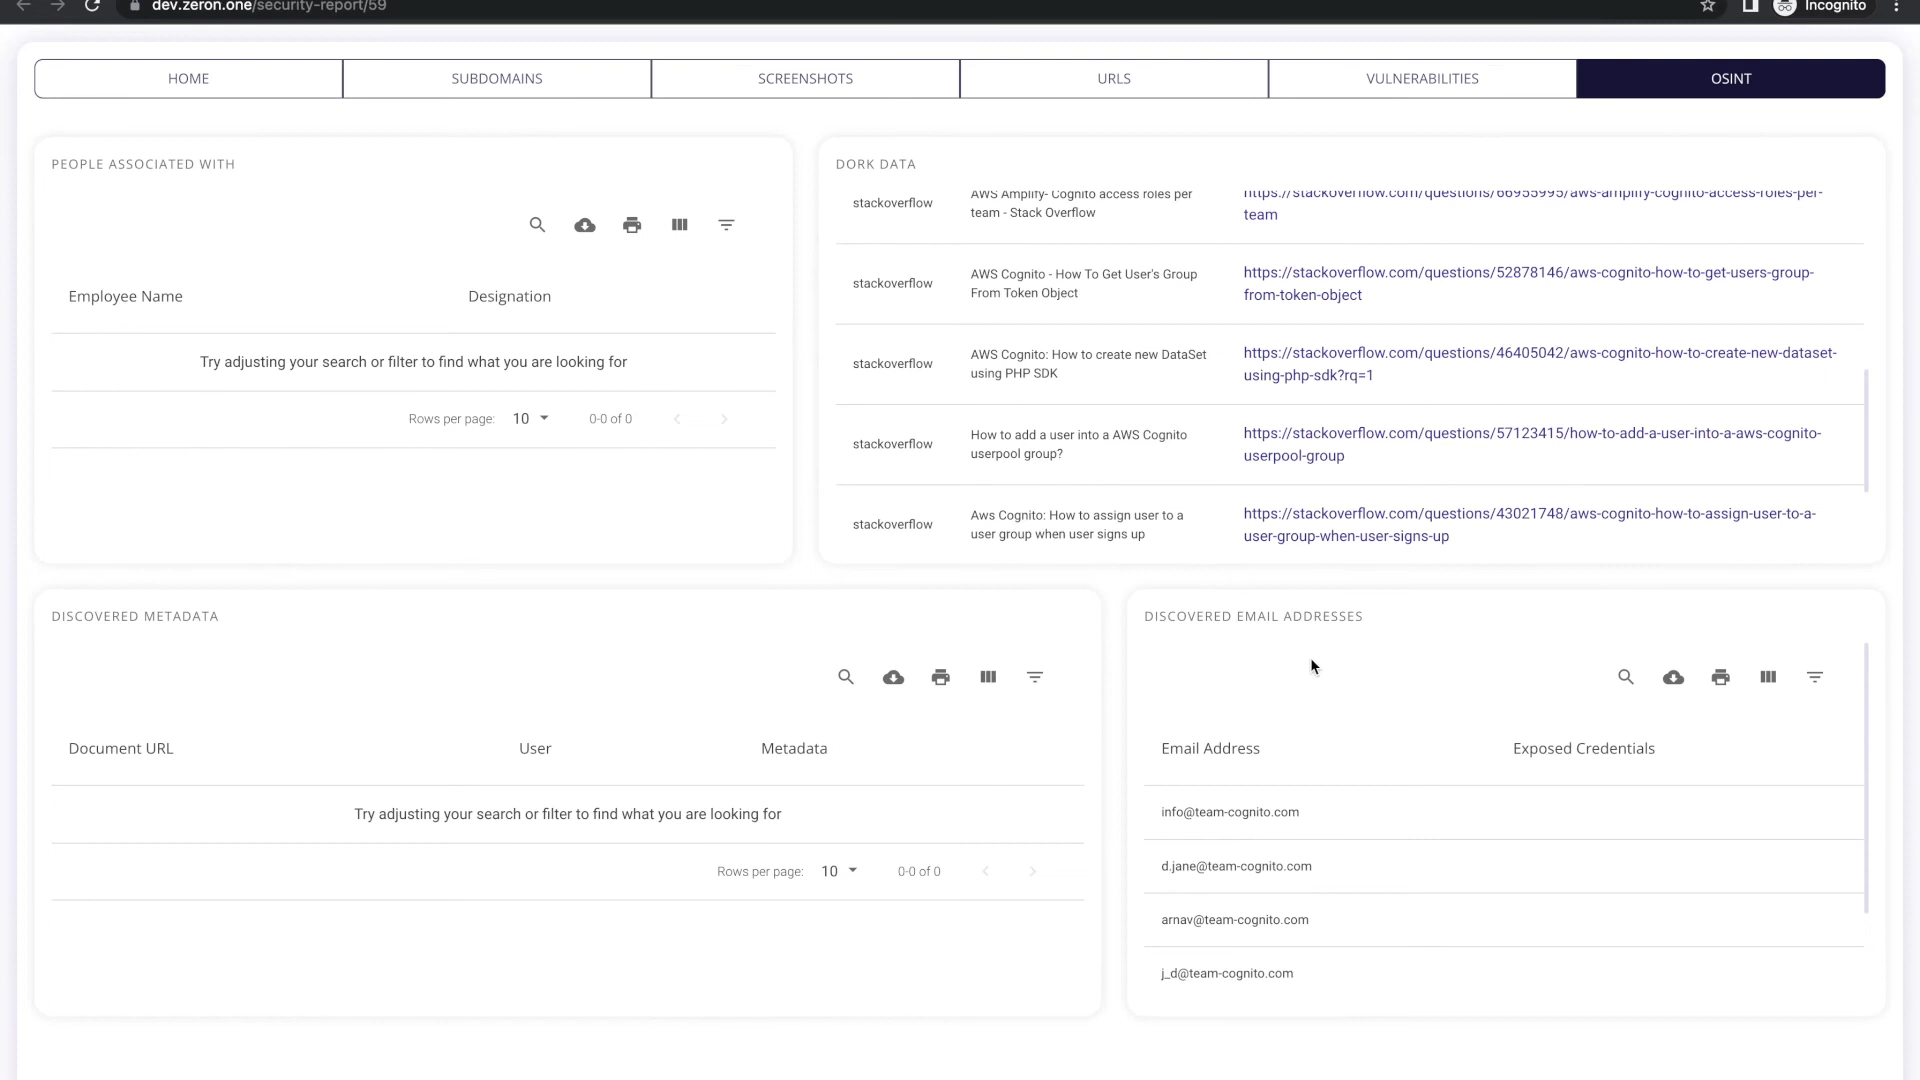 dev.zeron.one/security-report/59
Incognito
HOME
SUBDOMAINS
SCREENSHOTS
URLS
VULNERABILITIES
OSINT
PEOPLE ASSOCIATED WITH
Employee Name
Designation
Try adjusting your search or filter to find what you are looking for
Rows per page: 10 0-0 of 0
DORK DATA
stackoverflow
AWS Amplify- Cognito access roles per
team - Stack Overflow
https://stackoverflow.com/questions/66955995/aws-amplify-cognito-access-roles-per-
team
stackoverflow
AWS Cognito - How To Get User's Group
From Token Object
https://stackoverflow.com/questions/52878146/aws-cognito-how-to-get-users-group-
from-token-object
stackoverflow
AWS Cognito: How to create new DataSet
using PHP SDK
https://stackoverflow.com/questions/46405042/aws-cognito-how-to-create-new-dataset-
using-php-sdk?rq=1
stackoverflow
How to add a user into a AWS Cognito
userpool group?
https://stackoverflow.com/questions/57123415/how-to-add-a-user-into-a-aws-cognito-
userpool-group
stackoverflow
Aws Cognito: How to assign user to a
user group when user signs up
https://stackoverflow.com/questions/43021748/aws-cognito-how-to-assign-user-to-a-
user-group-when-user-signs-up
DISCOVERED METADATA
Document URL
User
Metadata
Try adjusting your search or filter to find what you are looking for
Rows per page: 10 0-0 of 0
DISCOVERED EMAIL ADDRESSES
Email Address
Exposed Credentials
info@team-cognito.com
d.jane@team-cognito.com
arnav@team-cognito.com
j_d@team-cognito.com